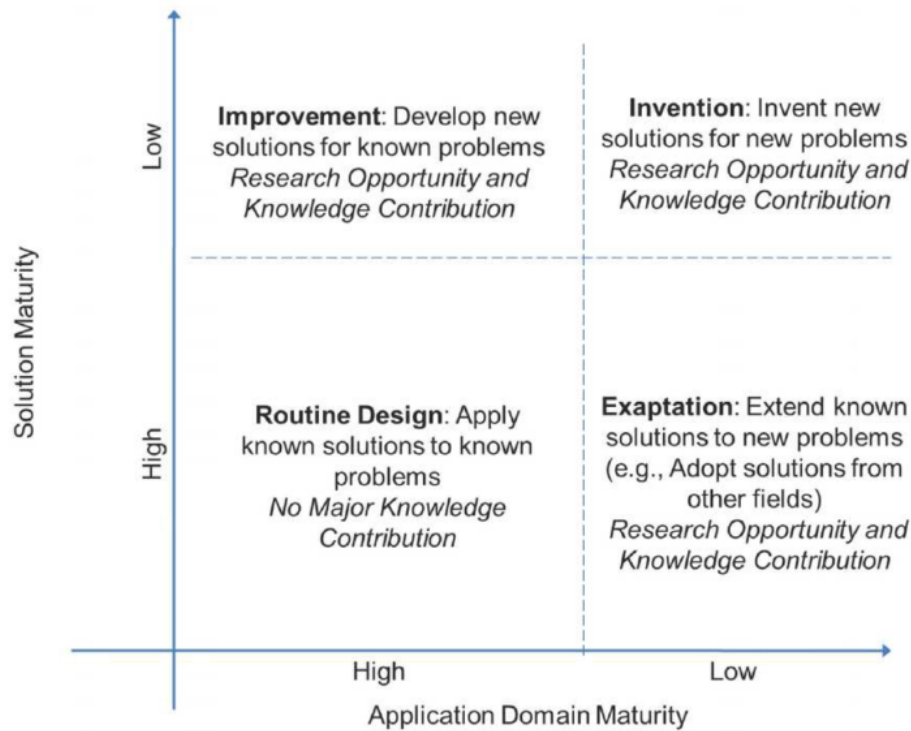 Improvement: Develop new
solutions for known problems
Research Opportunity and
Knowledge Contribution
Invention: Invent new
solutions for new problems
Research Opportunity and
Knowledge Contribution
Low
Solution Maturity
High
Routine Design: Apply
known solutions to known
problems
No Major Knowledge
Contribution
Exaptation: Extend known
solutions to new problems
(e.g., Adopt solutions from
other fields)
Research Opportunity and
Knowledge Contribution
High
Low
Application Domain Maturity